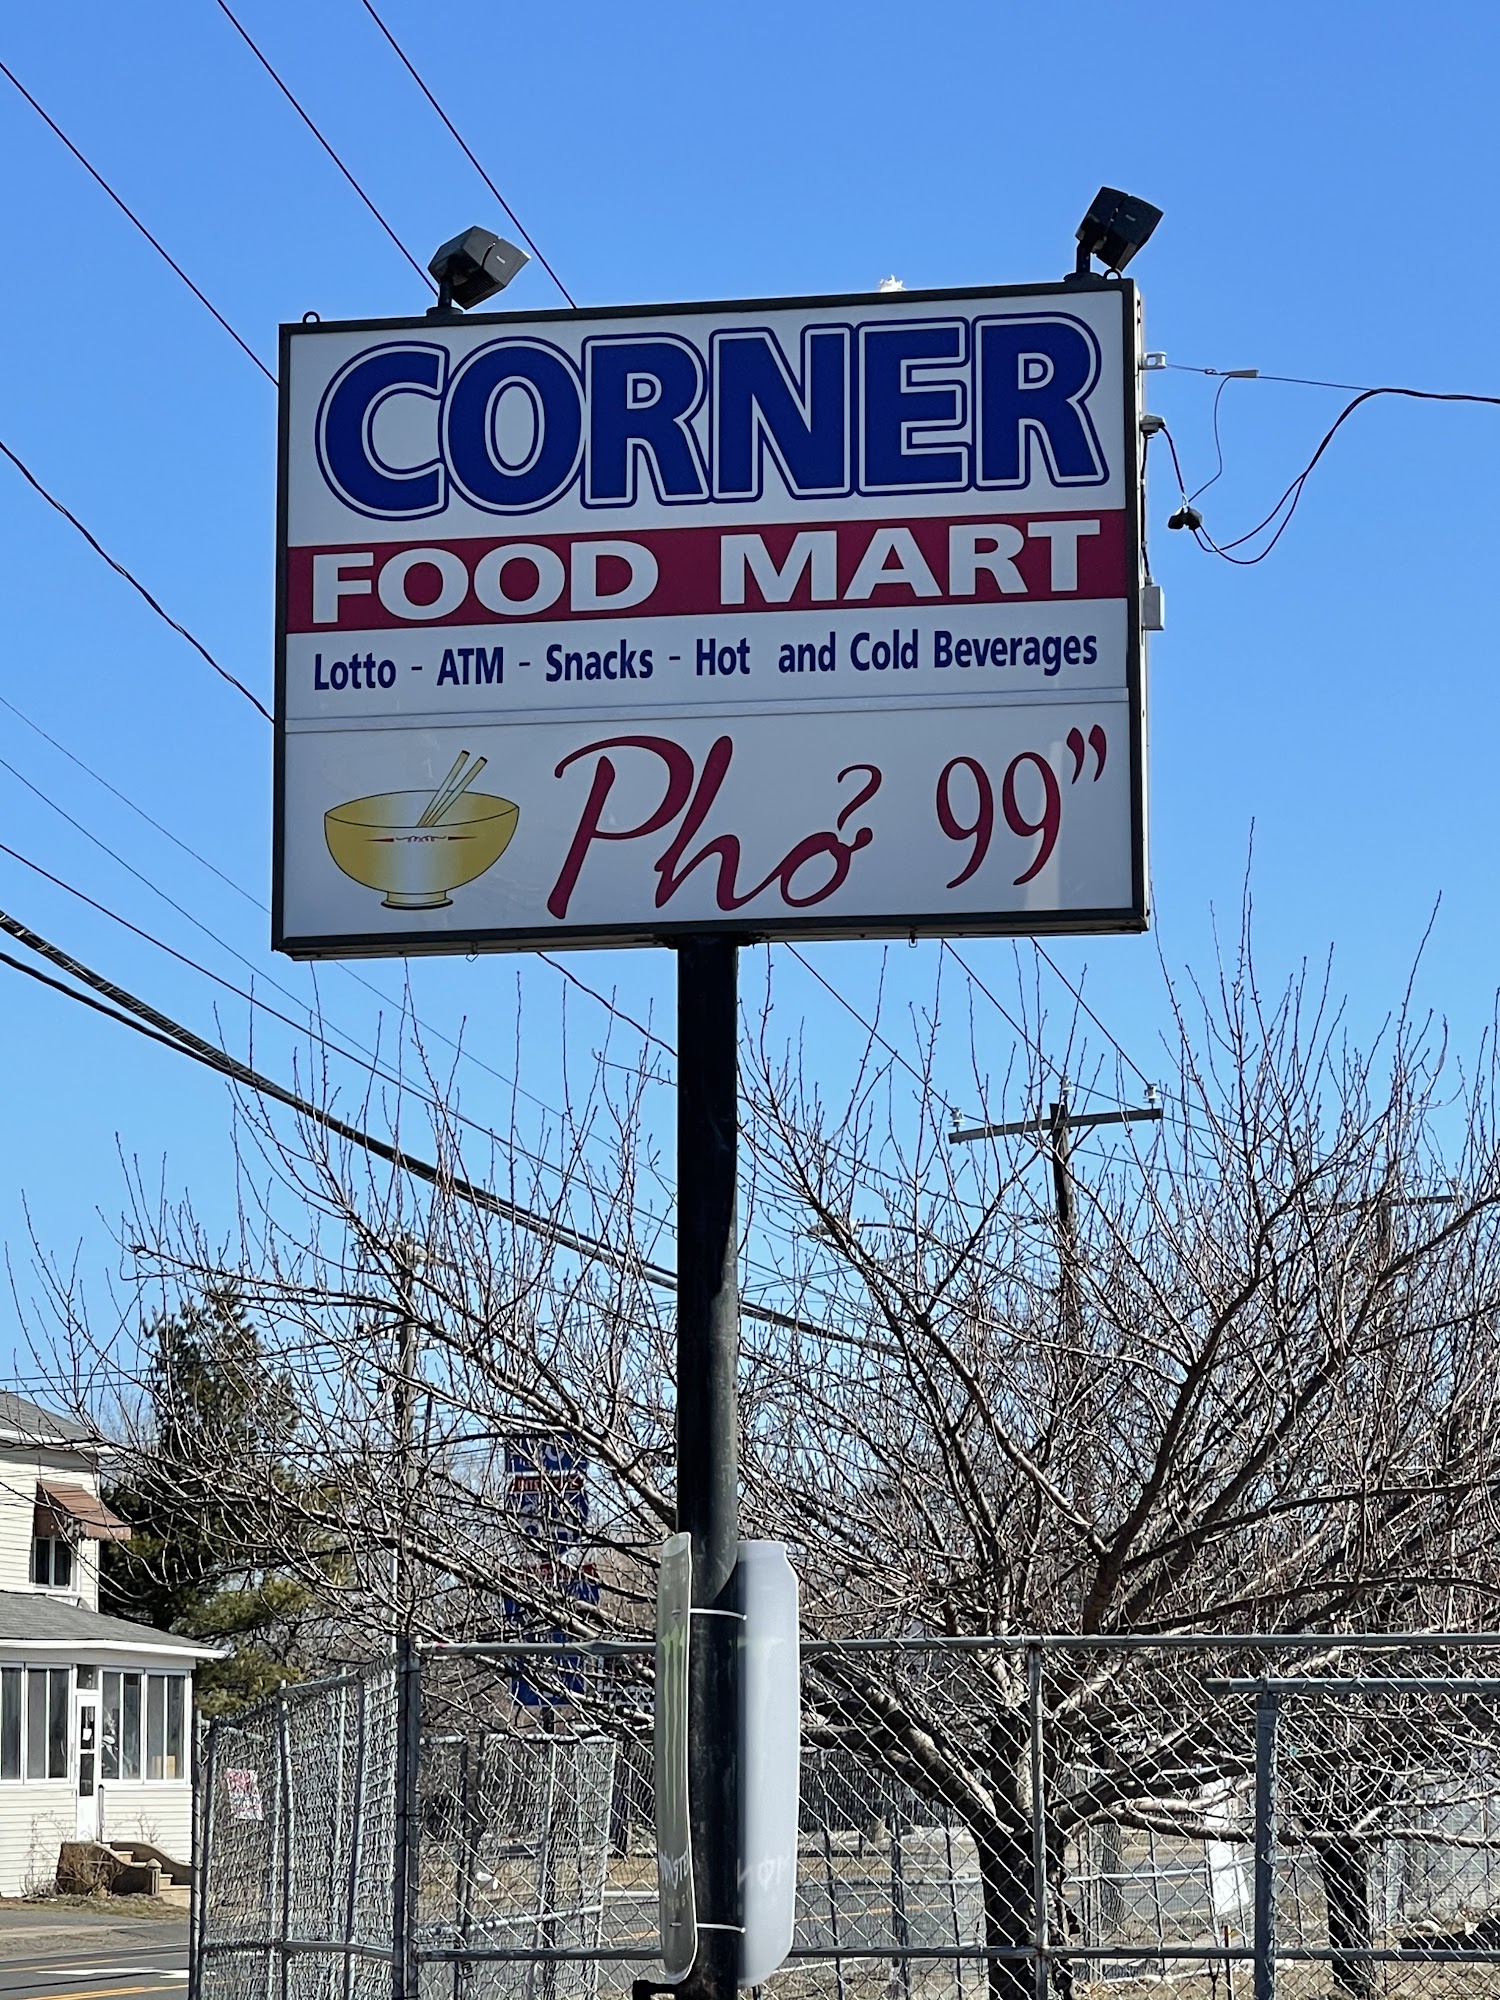 CORNER
FOOD MART
Lotto - ATM - Snacks - Hot and Cold Beverages
Phở 99”